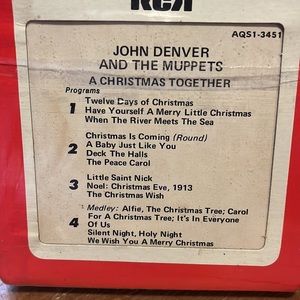 RCA
AQS1-3451
JOHN DENVER
AND THE MUPPETS
A CHRISTMAS TOGETHER
Programs
1 Twelve Days of Christmas
Have Yourself A Merry Little Christmas
When The River Meets The Sea
2 Christmas Is Coming (Round)
A Baby Just Like You
Deck The Halls
The Peace Carol
3 Little Saint Nick
Noel: Christmas Eve, 1913
The Christmas Wish
4 Medley: Alfie, The Christmas Tree; Carol
For A Christmas Tree; It's In Everyone
Of Us
Silent Night, Holy Night
We Wish You A Merry Christmas